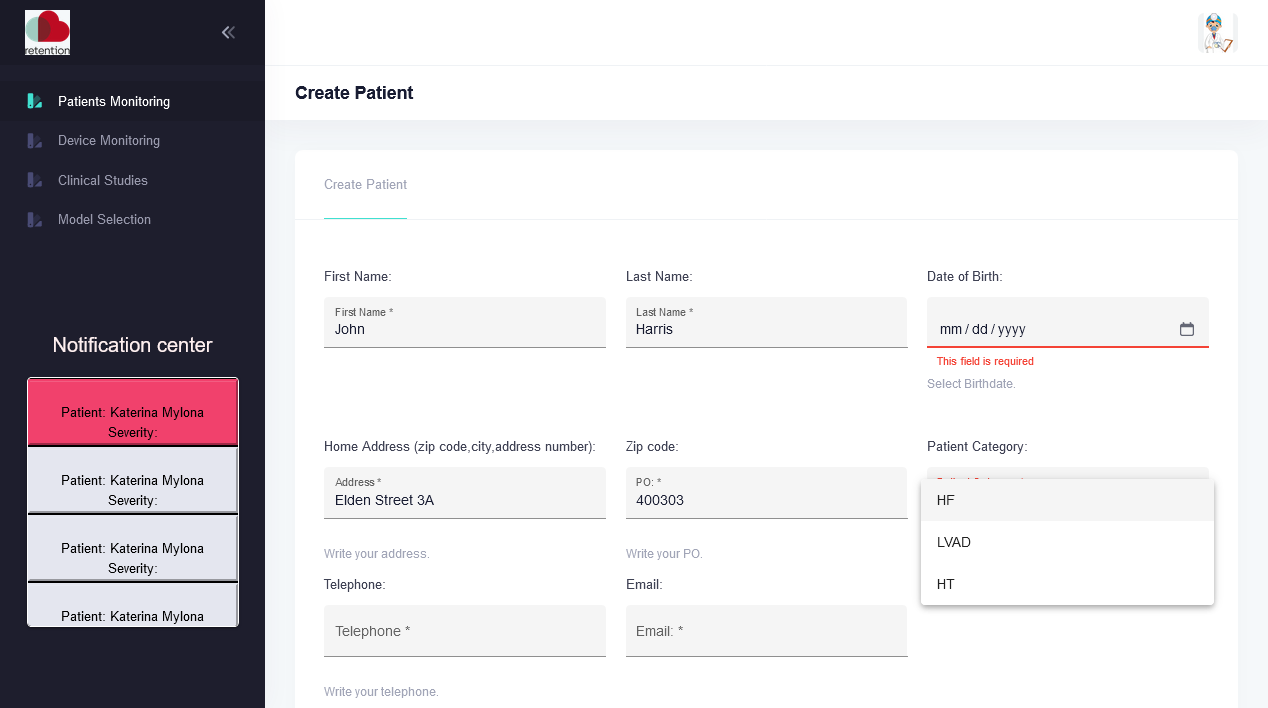 retention
Patients Monitoring
Device Monitoring
Clinical Studies
Model Selection
Notification center
Patient: Katerina Mylona
Severity:
Patient: Katerina Mylona
Severity:
Patient: Katerina Mylona
Severity:
Patient: Katerina Mylona
Create Patient
Create Patient
First Name:
Last Name:
Date of Birth:
First Name *
Last Name *
John
Harris
mm / dd / yyyy
This field is required
Select Birthdate.
Home Address (zip code,city,address number):
Zip code:
Patient Category:
Address *
PO: *
Elden Street 3A
400303
HF
LVAD
HT
Write your address.
Write your PO.
Telephone:
Email:
Telephone *
Email: *
Write your telephone.